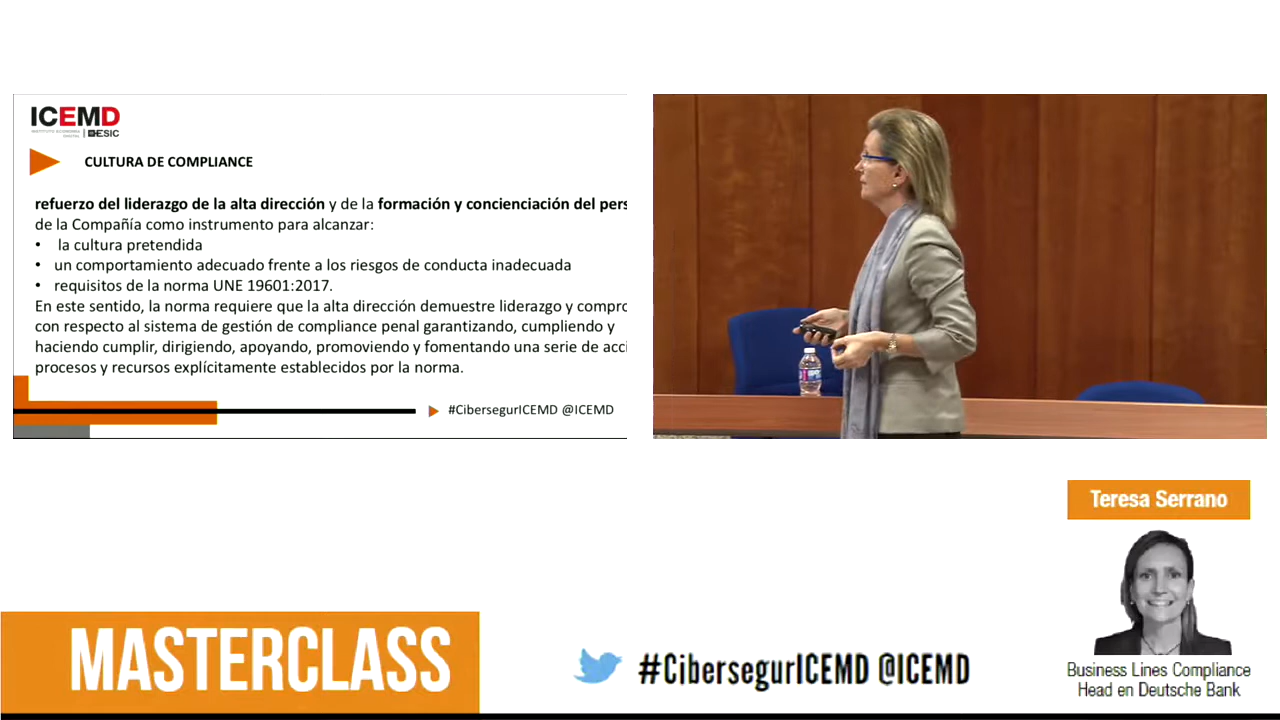 ICEMD
INSTITUTO ECONOMÍA
DIGITAL | ESIC
CULTURA DE COMPLIANCE
refuerzo del liderazgo de la alta dirección y de la formación y concienciación del pers
de la Compañía como instrumento para alcanzar:
• la cultura pretendida
• un comportamiento adecuado frente a los riesgos de conducta inadecuada
• requisitos de la norma UNE 19601:2017.
En este sentido, la norma requiere que la alta dirección demuestre liderazgo y compro
con respecto al sistema de gestión de compliance penal garantizando, cumpliendo y
haciendo cumplir, dirigiendo, apoyando, promoviendo y fomentando una serie de acci
procesos y recursos explícitamente establecidos por la norma.
#CibersegurICEMD @ICEMD
Teresa Serrano
Business Lines Compliance
Head en Deutsche Bank
MASTERCLASS
#CibersegurICEMD @ICEMD